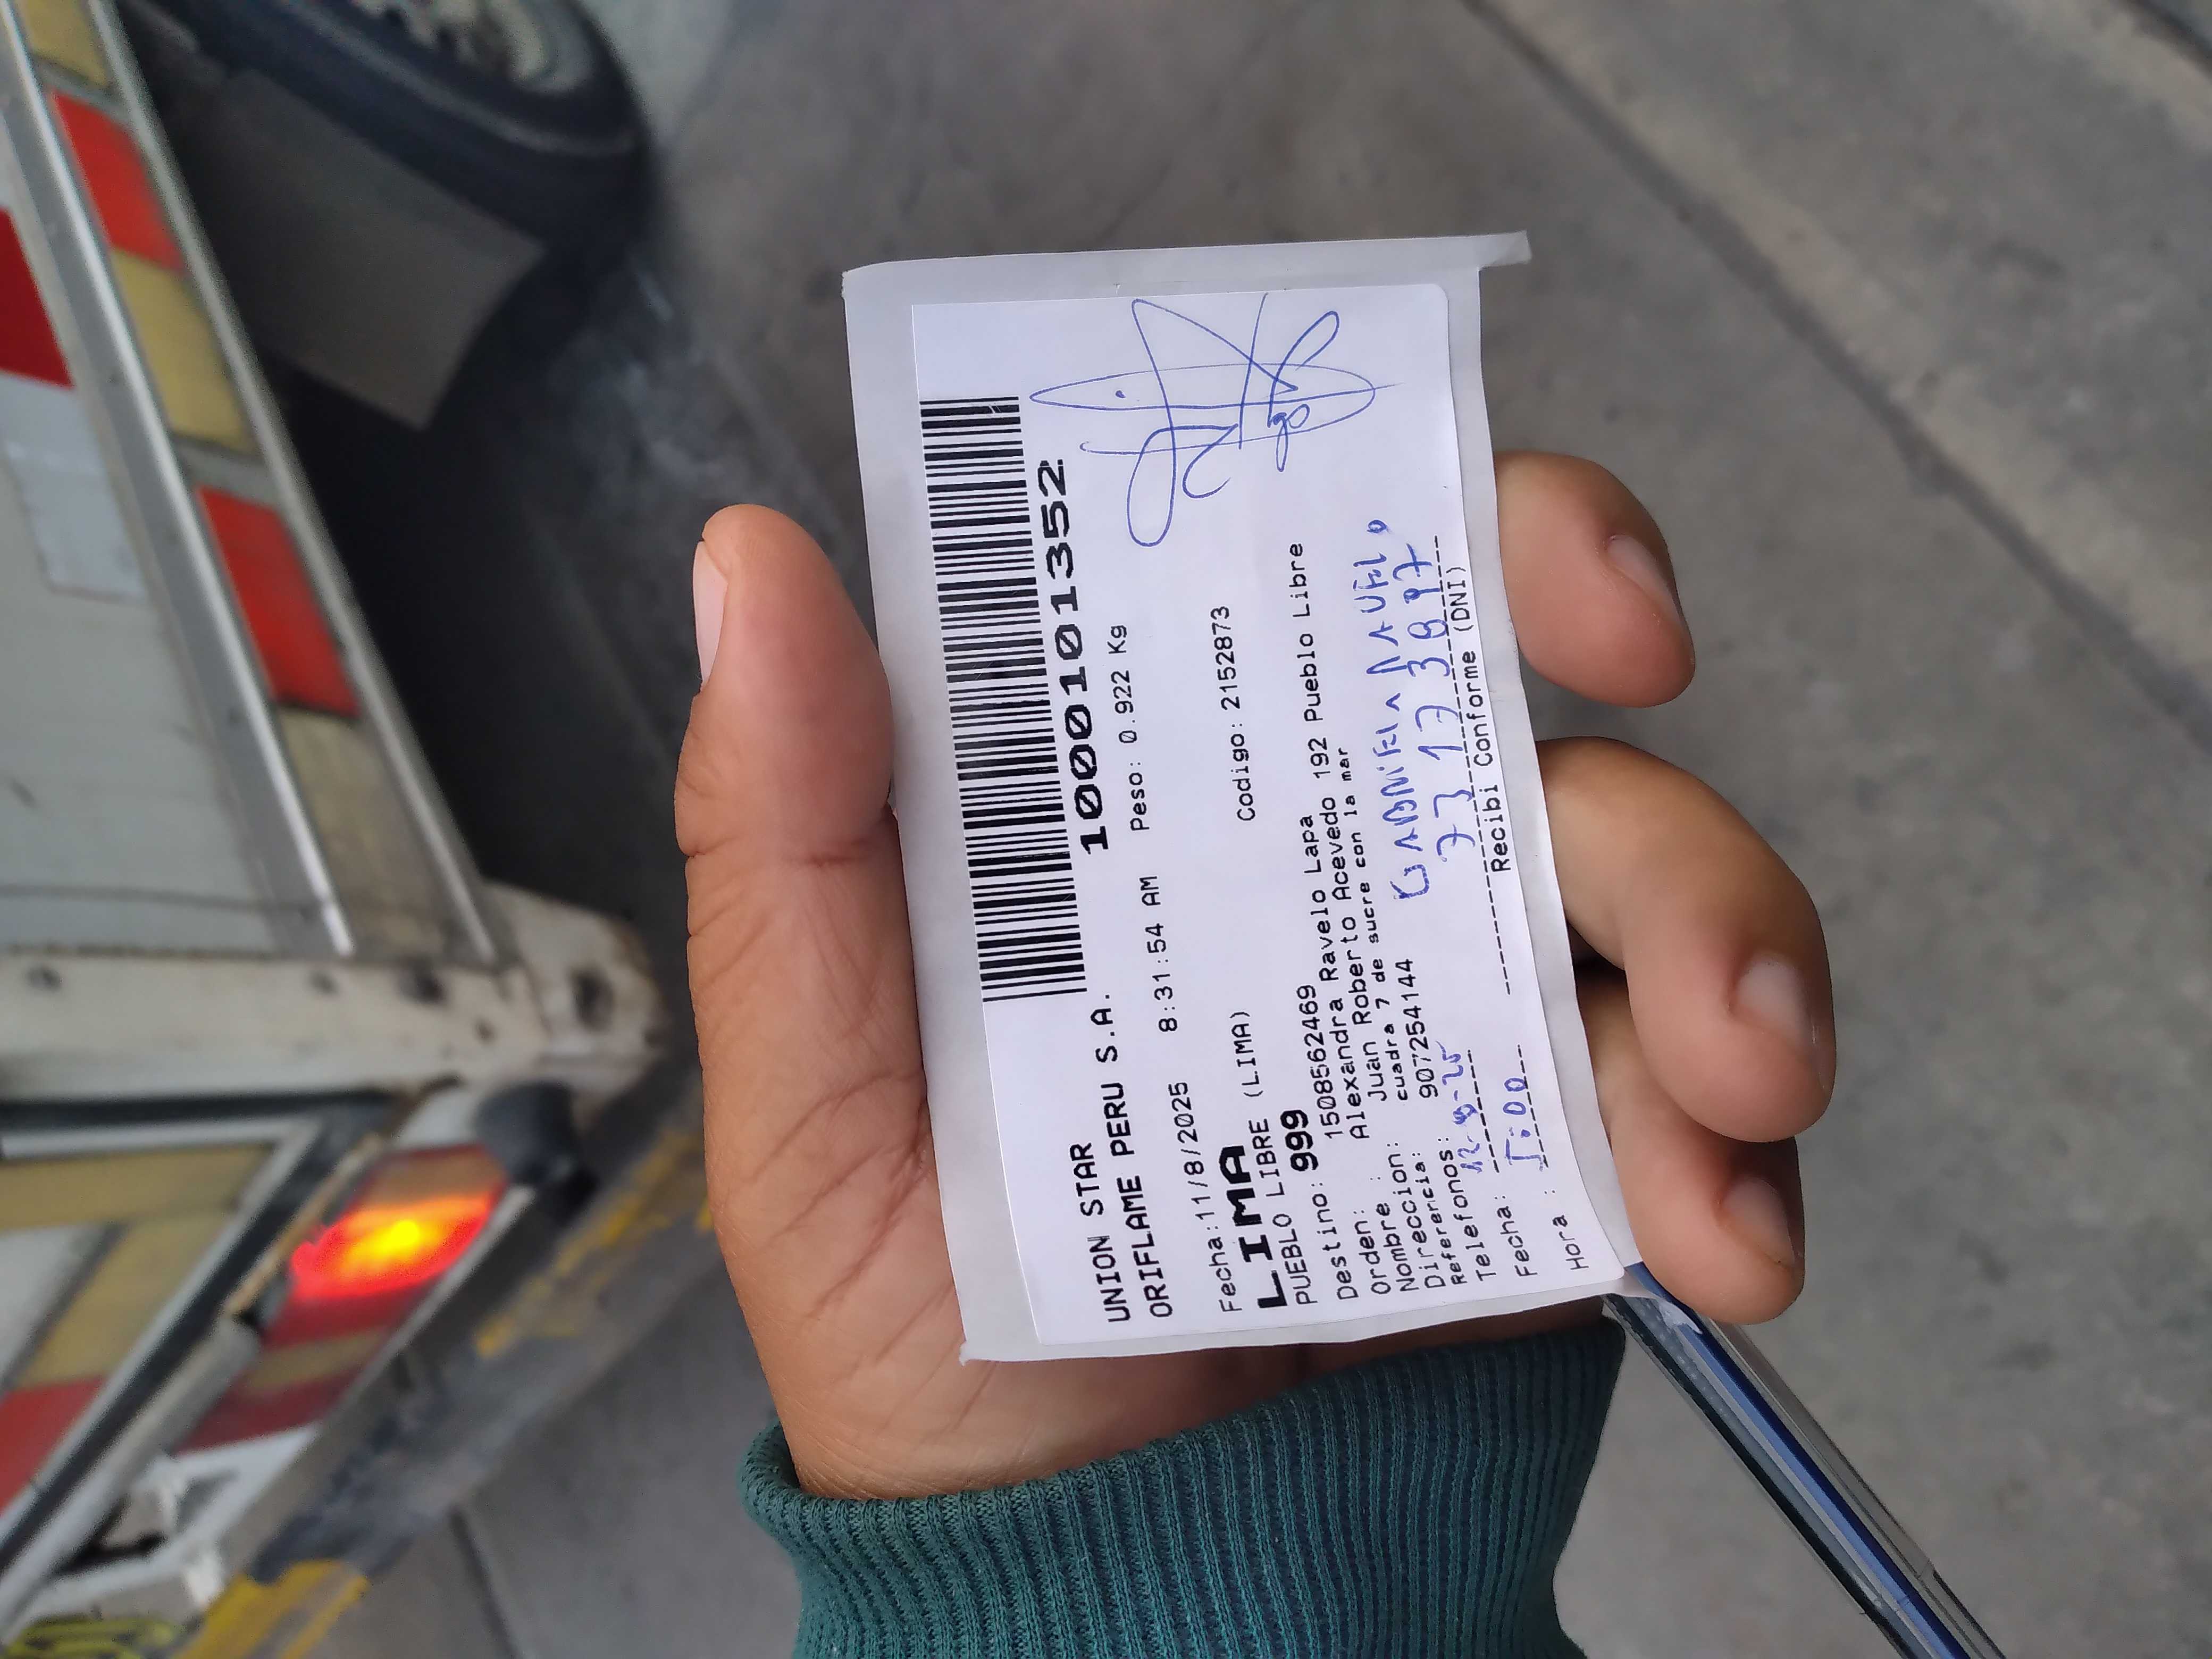 UNION STAR
ORIFLAME PERU S.A.
1000101352
Fecha:11/8/2025 8:31:54 AM Peso: 0.922 Kg
LIMA
PUEBLO LIBRE (LIMA) Codigo: 2152873
Destino: 999
Orden: 1508562469
Nombre : Alexandra Ravelo Lapa
Direccion: Juan Roberto Acevedo 192 Pueblo Libre
Referencia: cuadra 7 de sucre con la mar
Telefonos: 907254144
Fecha:
Hora :
Recibi Conforme (DNI)